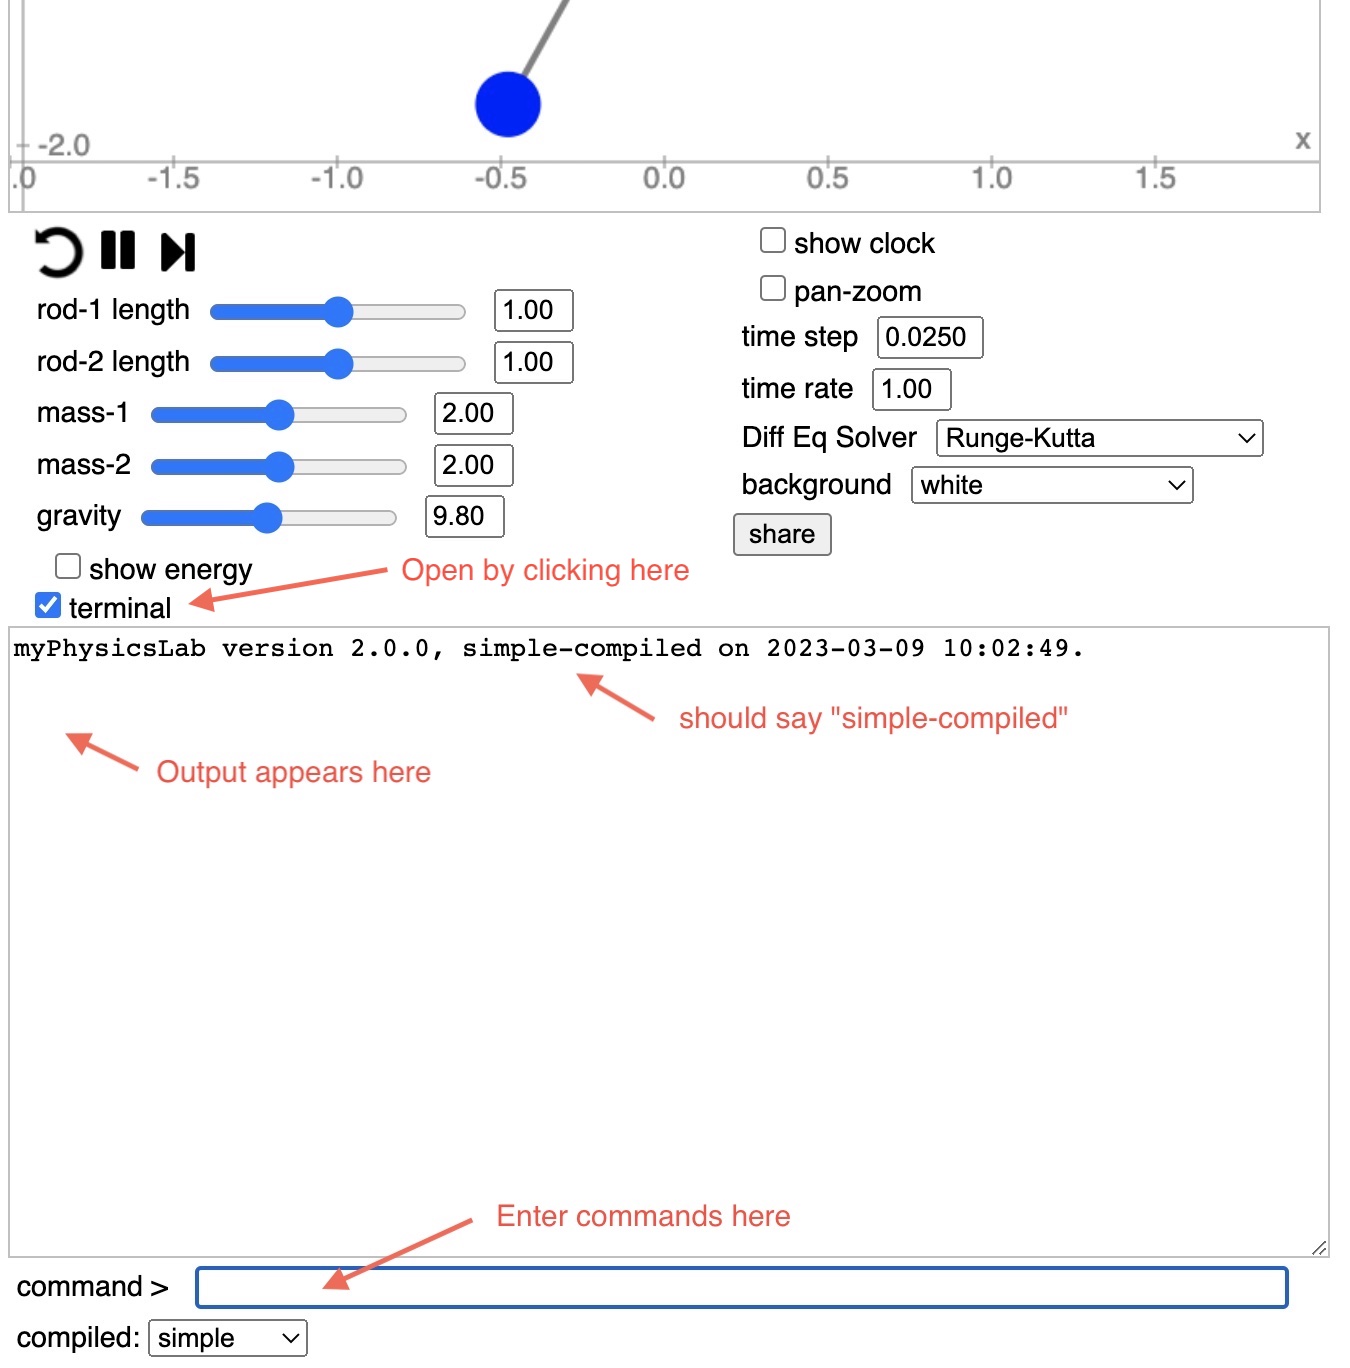 -2.0
x
.0 -1.5 -1.0 -0.5 0.0 0.5 1.0 1.5
show clock
pan-zoom
rod-1 length 1.00
time step 0.0250
rod-2 length 1.00
time rate 1.00
mass-1 2.00
Diff Eq Solver Runge-Kutta
mass-2 2.00
background white
gravity 9.80
share
show energy
Open by clicking here
terminal
myPhysicsLab version 2.0.0, simple-compiled on 2023-03-09 10:02:49.
should say "simple-compiled"
Output appears here
Enter commands here
command >
compiled: simple